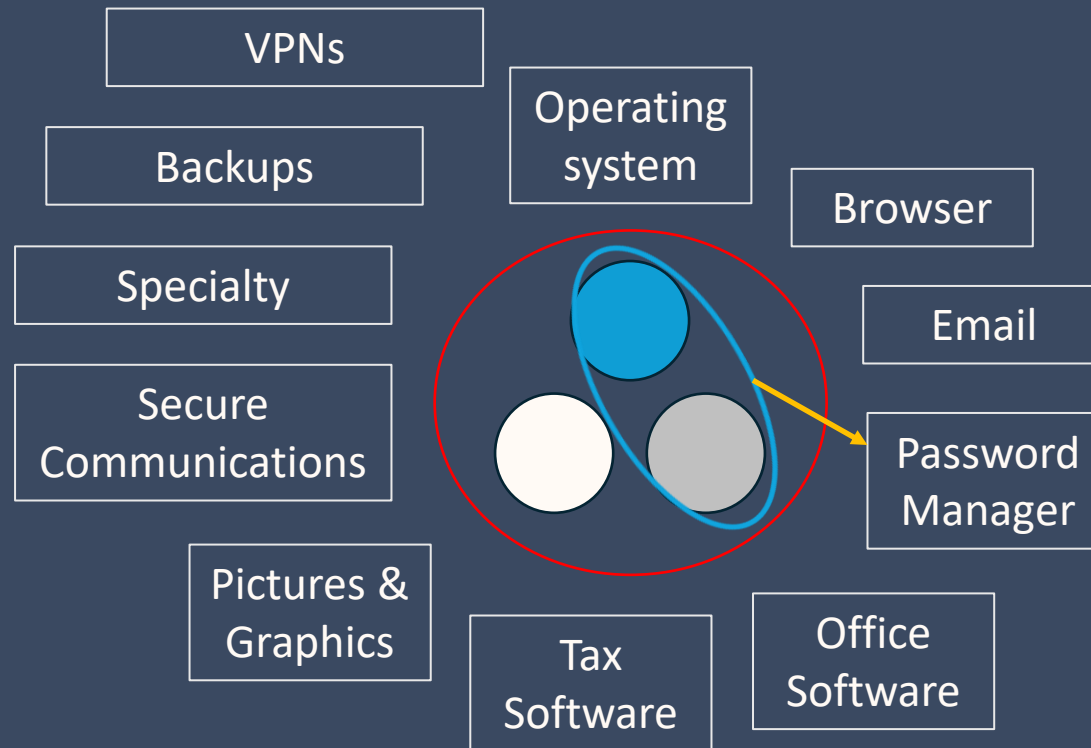 VPNs
Operating
system
Backups
Browser
Specialty
Email
Secure
Communications
Password
Manager
Pictures &
Graphics
Tax
Software
Office
Software